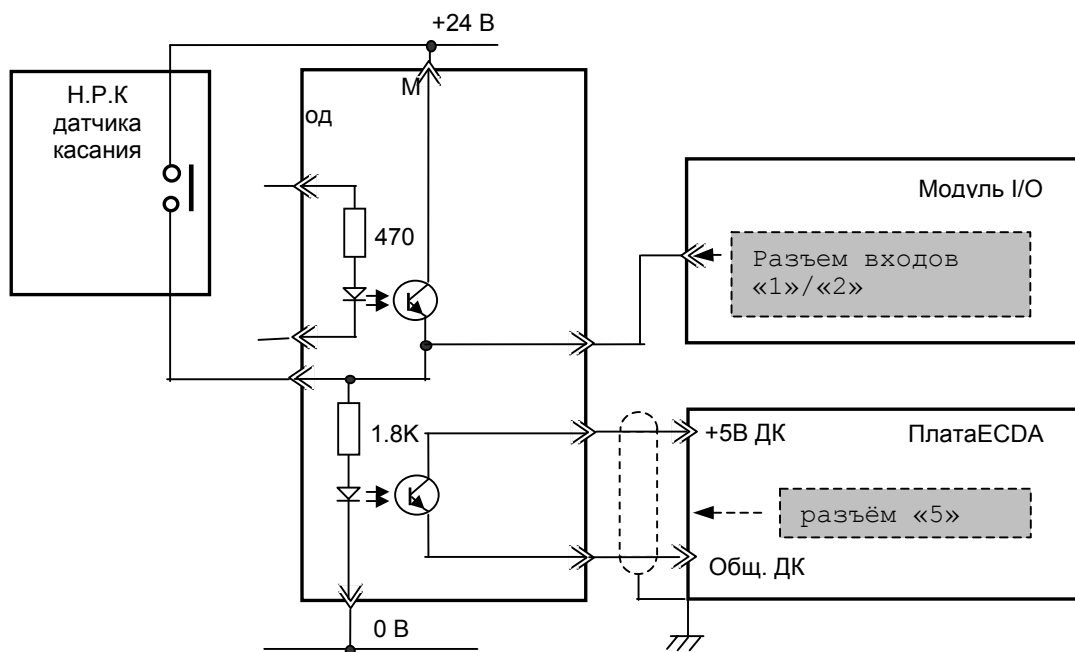 +24 В
Н.Р.К
датчика
касания
М
од
470
1.8K
0 В
Модуль I/O
Разъем входов
«1»/«2»
+5В ДК
ПлатаECDA
разъём «5»
Общ. ДК